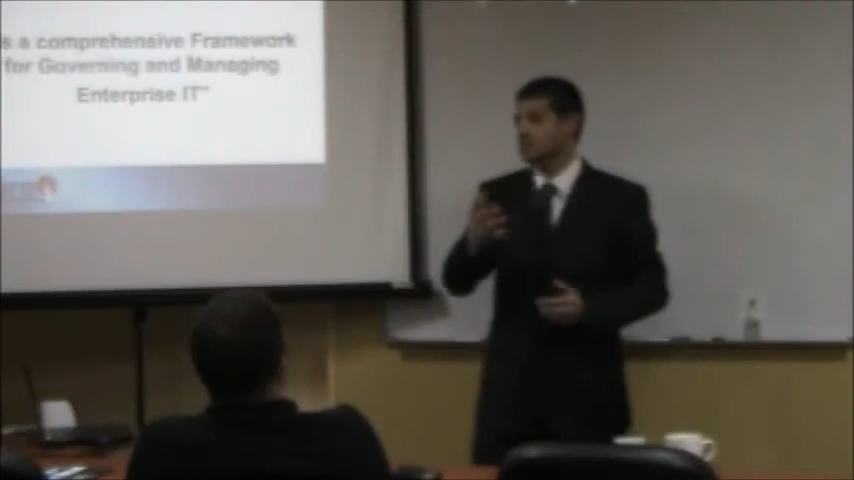 a comprehensive Framework
for Governing and Managing
Enterprise IT"